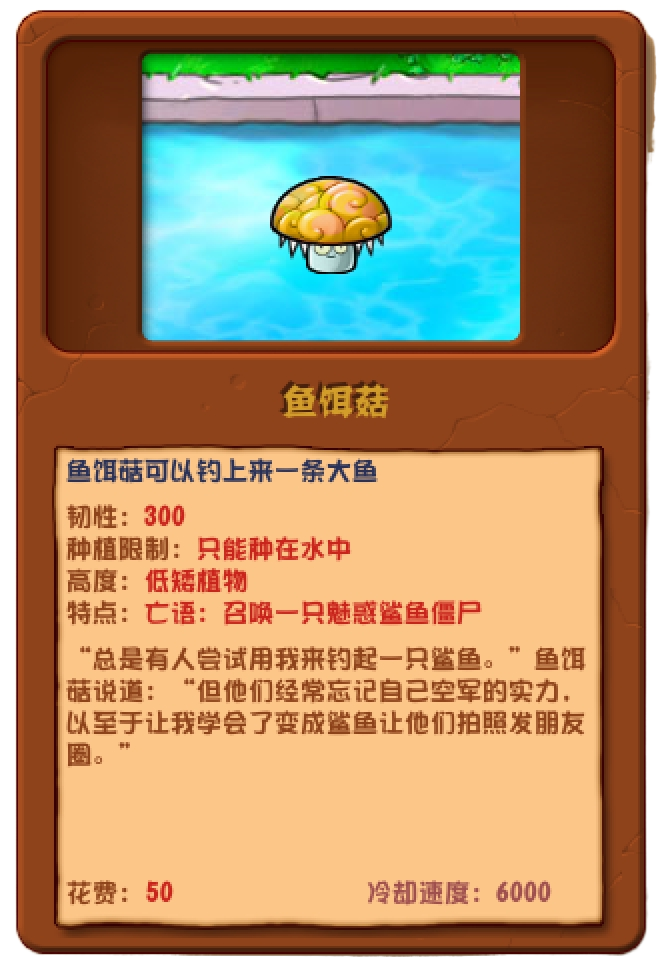 鱼饵菇
鱼饵菇可以钓上来一条大鱼
韧性：300
种植限制：只能种在水中
高度：低矮植物
特点：亡语：召唤一只魅惑鲨鱼僵尸
“总是有人尝试用我来钓起一只鲨鱼。”鱼饵
菇说道：“但他们经常忘记自己空军的实力，
以至于让我学会了变成鲨鱼让他们拍照发朋友
圈。”
花费：50 冷却速度：6000